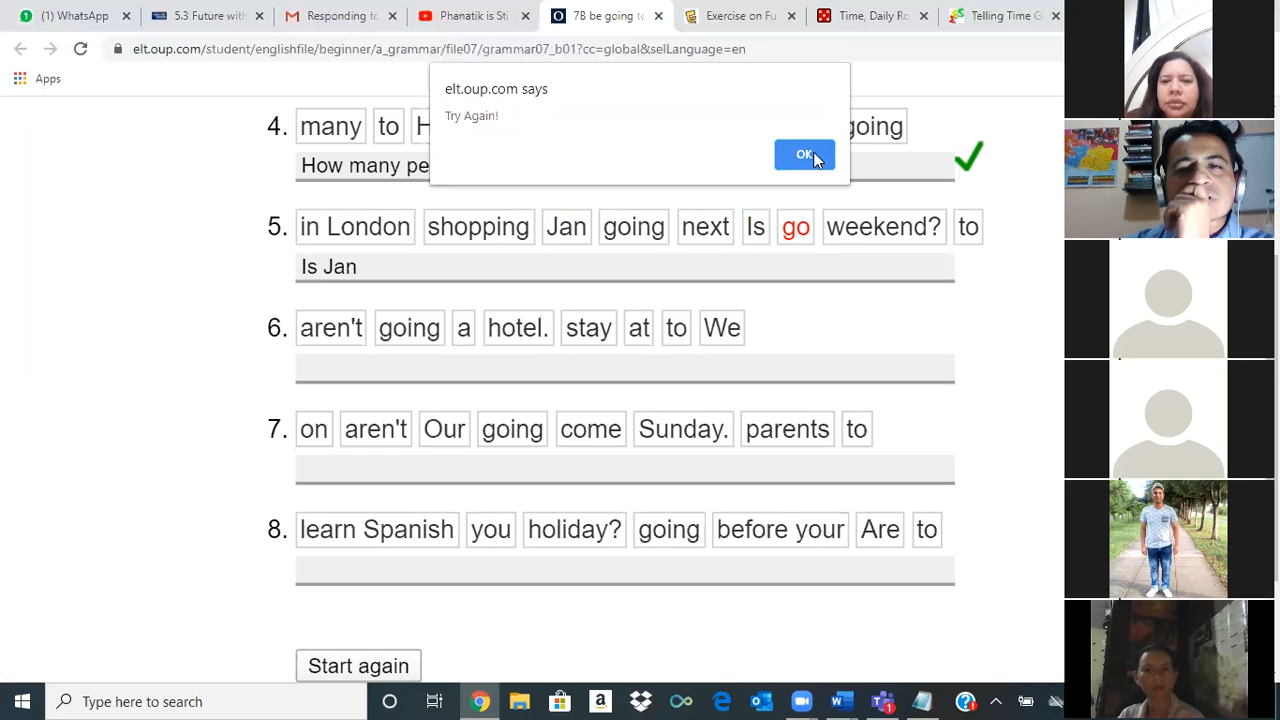 (1) WhatsApp
5.3 Future with
Responding to
Phanatik is St
7B be going to
Exercise on Fu
Time, Daily Ro
Telling Time G
elt.oup.com/student/englishfile/beginner/a_grammar/file07/grammar07_b01?cc=global&selLanguage=en
Apps
elt.oup.com says
Try Again!
OK
4. many to H going
How many pe
5. in London shopping Jan going next Is go weekend? to
Is Jan
6. aren't going a hotel. stay at to We
7. on aren't Our going come Sunday. parents to
8. learn Spanish you holiday? going before your Are to
Start again
Type here to search